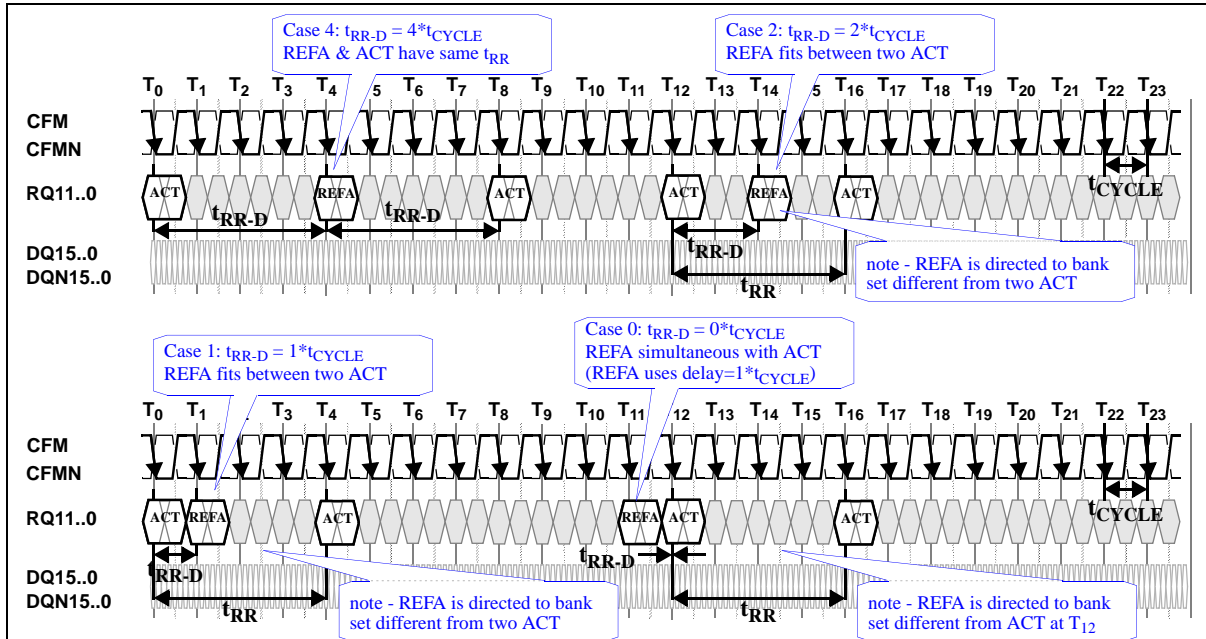 Case 4: tRR-D = 4*tCYCLE
REFA & ACT have same tRR
Case 2: tRR-D = 2*tCYCLE
REFA fits between two ACT
T0 T1 T2 T3 T4 5 T6 T7 T8 T9 T10 T11 T12 T13 T14 5 T16 T17 T18 T19 T20 T21 T22 T23
CFM
CFMN
RQ11..0 ACT REFA ACT ACT REFA ACT tCYCLE
tRR-D tRR-D tRR-D
DQ15..0
DQN15..0
tRR
note - REFA is directed to bank
set different from two ACT
Case 1: tRR-D = 1*tCYCLE
REFA fits between two ACT
Case 0: tRR-D = 0*tCYCLE
REFA simultaneous with ACT
(REFA uses delay=1*tCYCLE)
T0 T1 T3 T4 T5 T6 T7 T8 T9 T10 T11 12 T13 T14 T15 T16 T17 T18 T19 T20 T21 T22 T23
CFM
CFMN
RQ11..0 ACT REFA ACT REFA ACT ACT tCYCLE
tRR-D tRR-D
DQ15..0
DQN15..0
tRR tRR
note - REFA is directed to bank
set different from two ACT
note - REFA is directed to bank
set different from ACT at T12